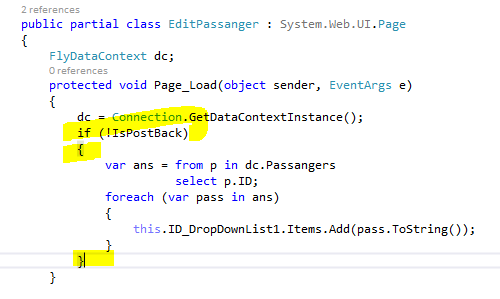 2 references
public partial class EditPassanger : System.Web.UI.Page
{
FlyDataContext dc;
0 references
protected void Page_Load(object sender, EventArgs e)
{
dc = Connection.GetDataContextInstance();
if (!IsPostBack)
{
var ans = from p in dc.Passangers
select p.ID;
foreach (var pass in ans)
{
this.ID_DropDownList1.Items.Add(pass.ToString());
}
}
}